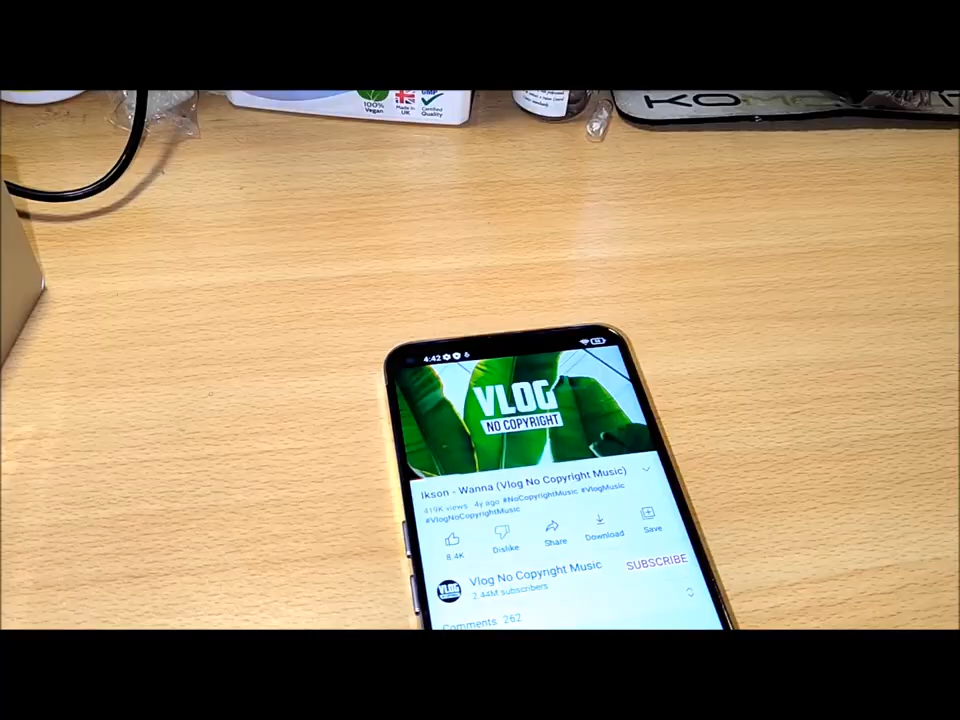 100%
Vegan
Made in
UK
GMP
Certified
Quality
4:42
VLOG
NO COPYRIGHT
Ikson - Wanna (Vlog No Copyright Music)
419K views 4y ago #NoCopyrightMusic #VlogMusic
#VlogNoCopyrightMusic
8.4K
Dislike
Share
Download
Save
VLOG
Vlog No Copyright Music
2.44M subscribers
SUBSCRIBE
Comments 262